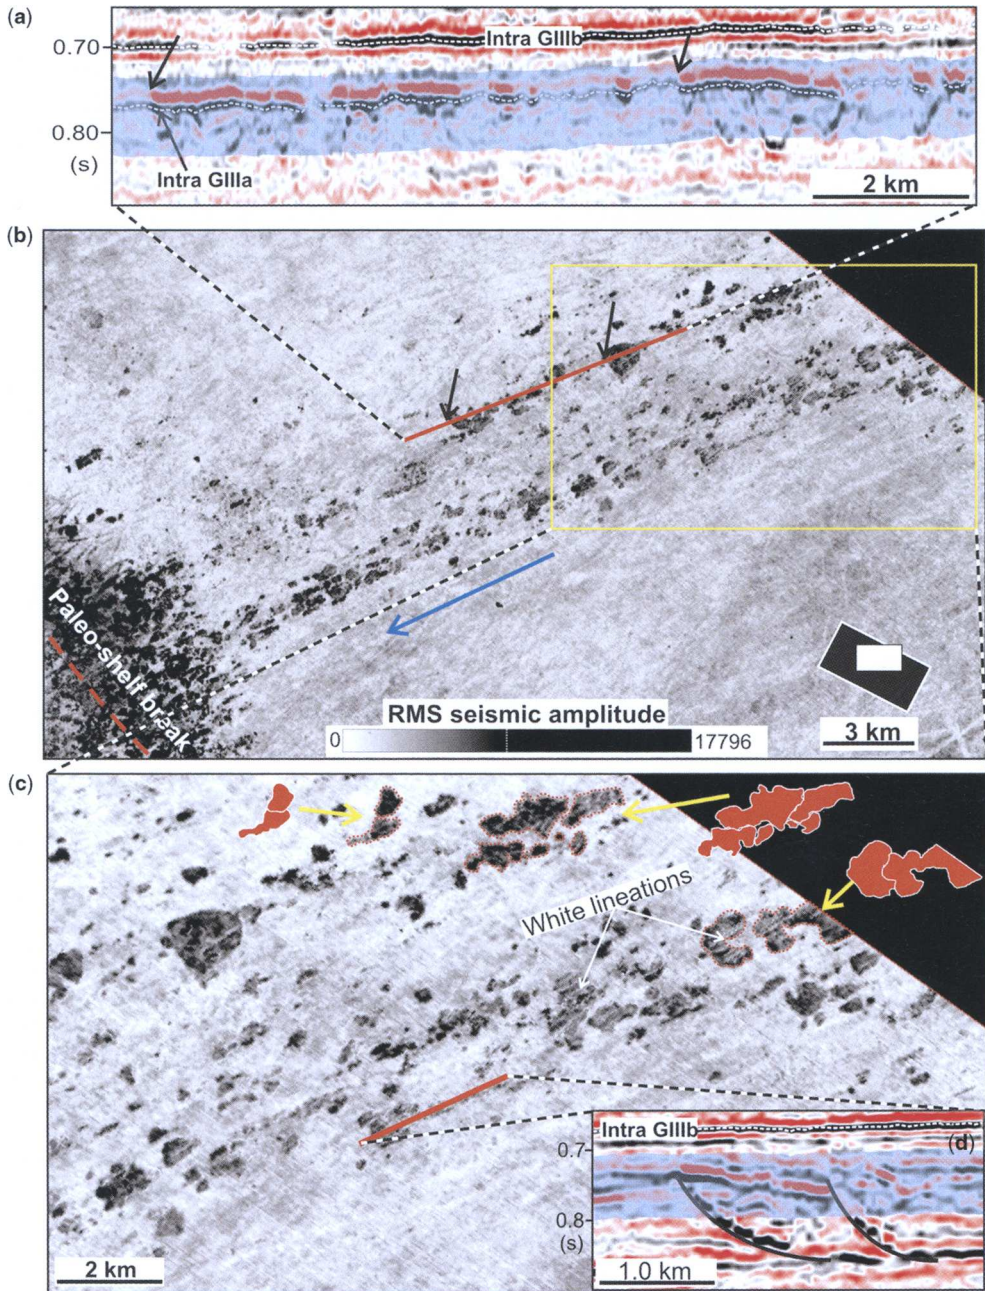 (a)
0.70
Intra GIIIb
0.80
(s)
Intra GIIIa
2 km
(b)
Paleo-shelf break
RMS seismic amplitude
0
17796
3 km
(c)
White lineations
Intra GIIIb
(d)
0.7
0.8
(s)
1.0 km
2 km